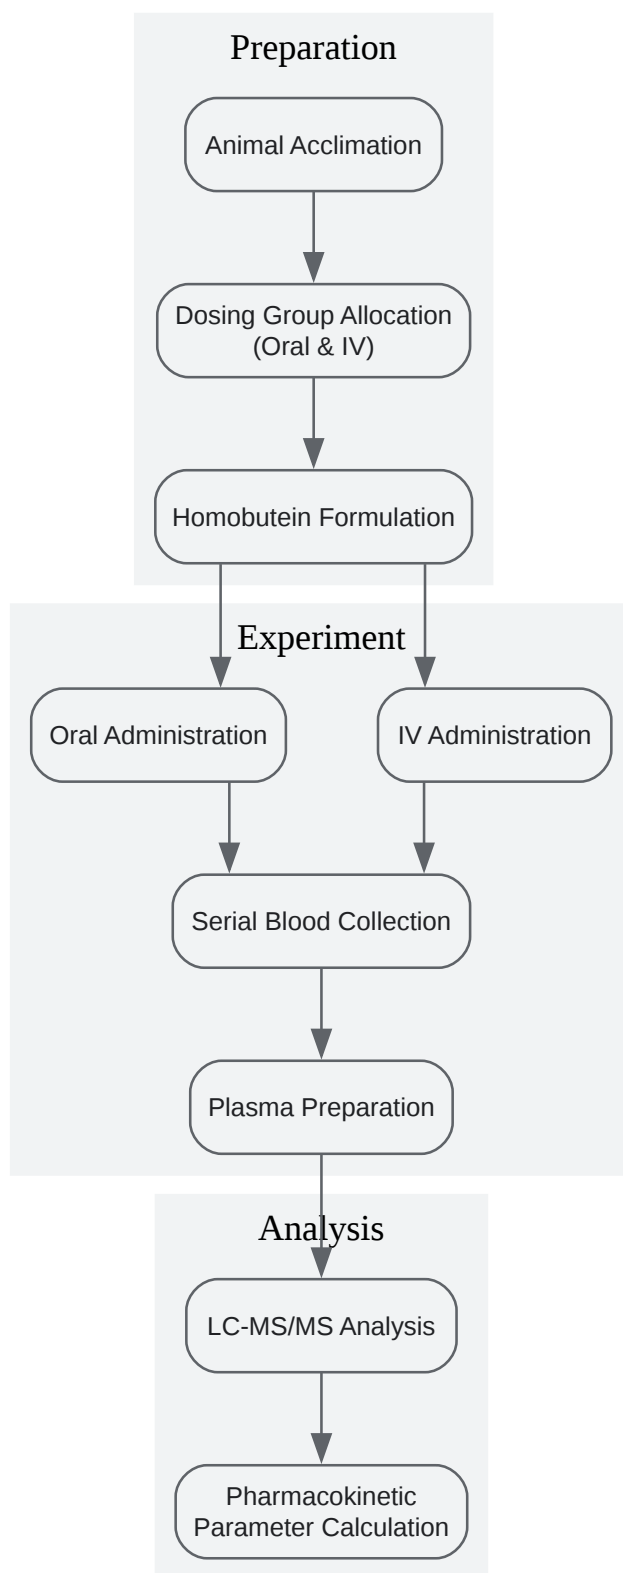 Preparation
Animal Acclimation
Dosing Group Allocation
(Oral & IV)
Homobutein Formulation
Experiment
Oral Administration
IV Administration
Serial Blood Collection
Plasma Preparation
Analysis
LC-MS/MS Analysis
Pharmacokinetic
Parameter Calculation